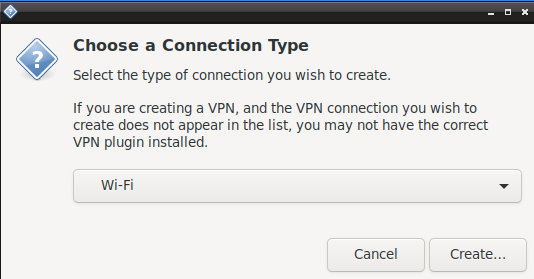 Choose a Connection Type
Select the type of connection you wish to create.
If you are creating a VPN, and the VPN connection you wish to
create does not appear in the list, you may not have the correct
VPN plugin installed.
Wi-Fi
Cancel
Create...